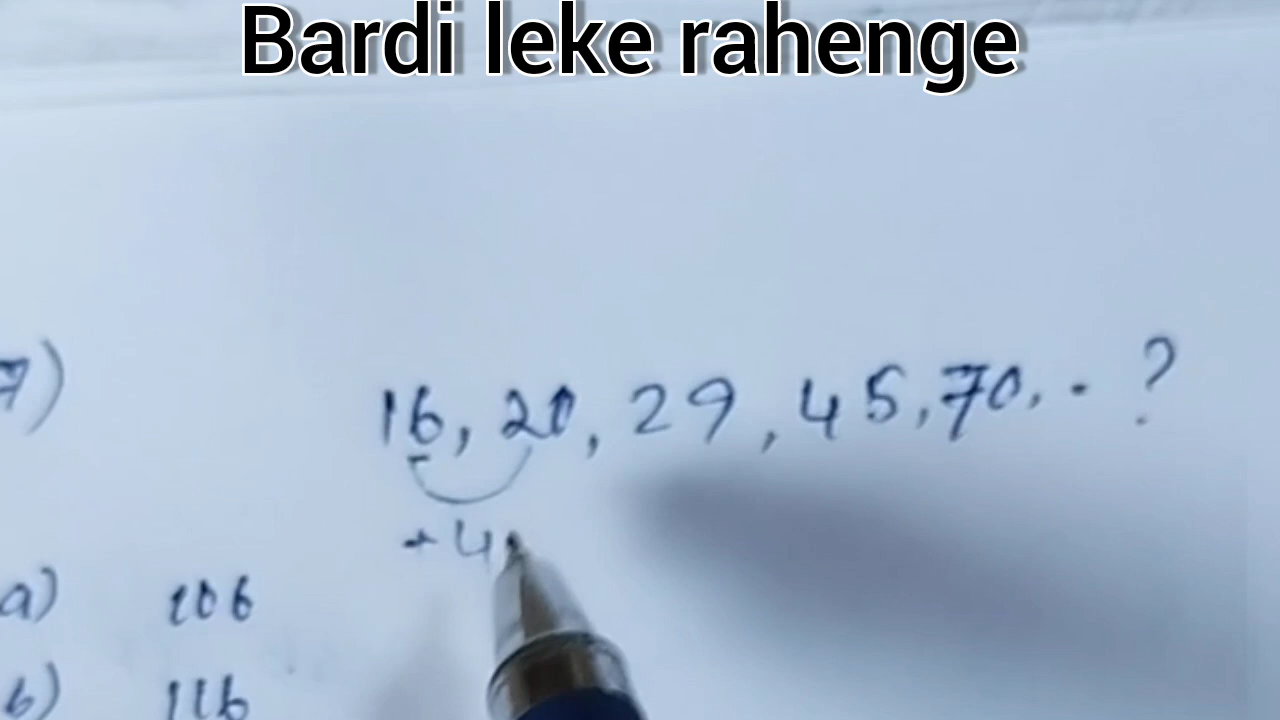 Bardi leke rahenge
7) 16, 20, 29, 45, 70, . . ?
+4
a) 106
b) 116